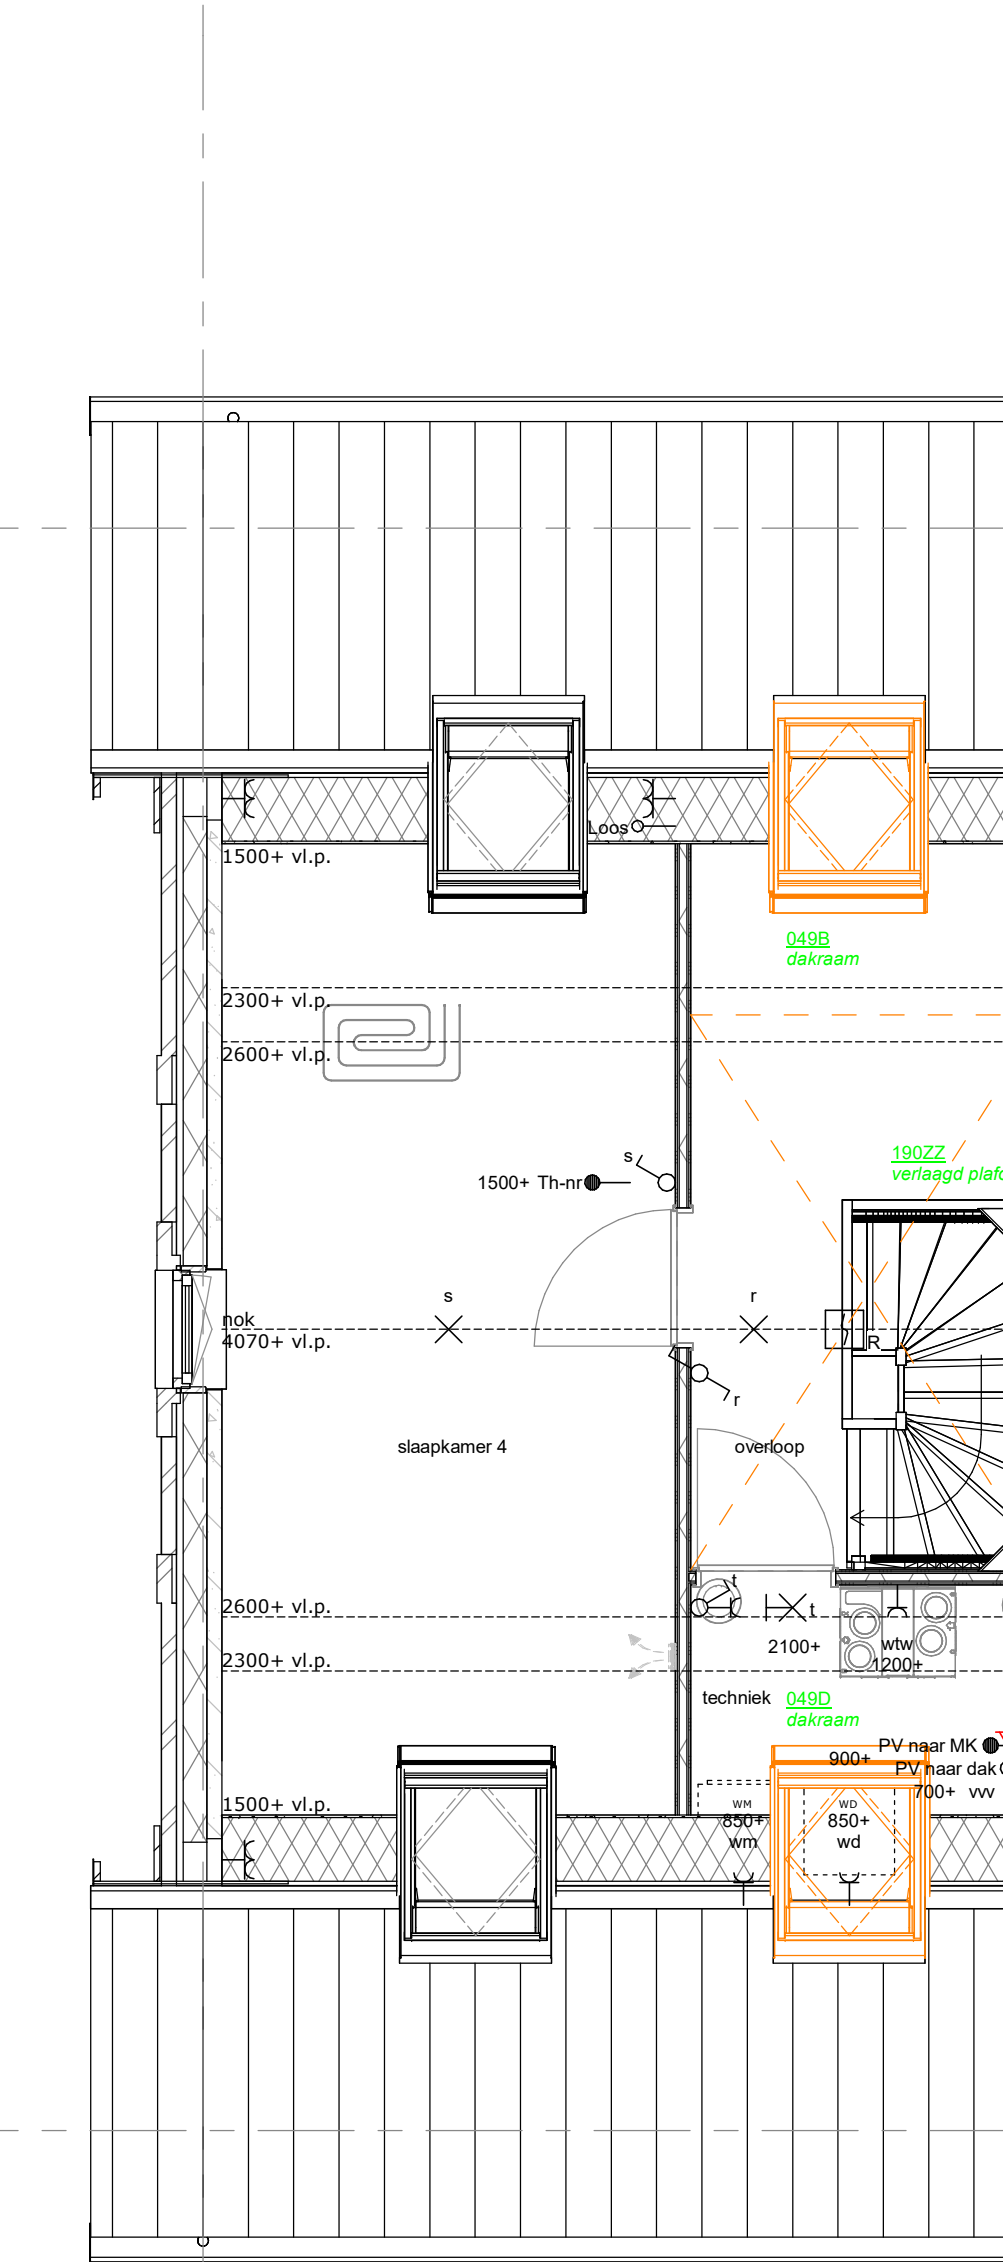 Loos
1500+ vl.p.
049B
dakraam
2300+ vl.p.
2600+ vl.p.
190ZZ
verlaagd plafo
s
1500+ Th-nr
s
r
nok
4070+ vl.p.
R
r
slaapkamer 4
overloop
t
t
2600+ vl.p.
2100+
wtw
1200+
2300+ vl.p.
techniek
049D
dakraam
PV naar MK
900+
PV naar dak
700+ vvv
1500+ vl.p.
WM
850+
wm
WD
850+
wd